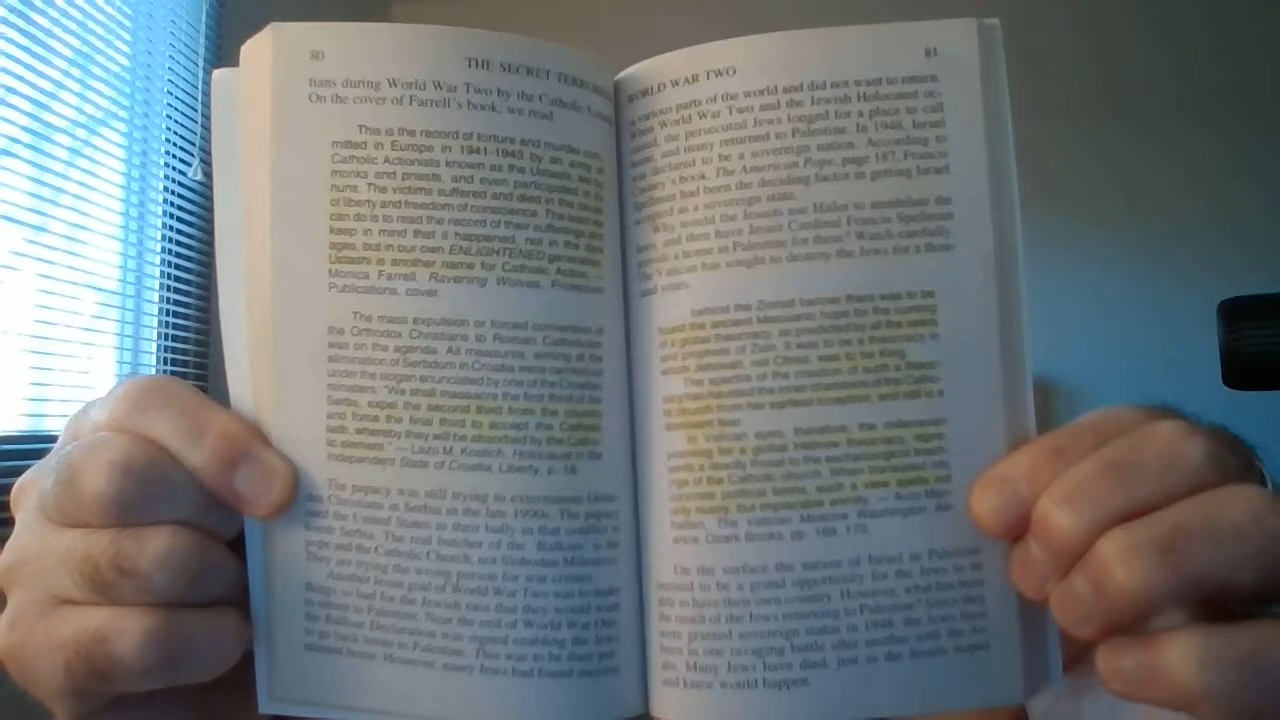 80
THE SECRET TERRORI
tians during World War Two by the Catholic
On the cover of Farrell's book, we read,
This is the record of torture and murder com-
mitted in Europe in 1941-1943 by an army of
Catholic Actionists known as the Ustashi, led by
monks and priests, and even participated in by
nuns. The victims suffered and died in the cause
of liberty and freedom of conscience. The least we
can do is to read the record of their sufferings and
keep in mind that it happened, not in the dark
ages, but in our own ENLIGHTENED generation.
Ustashi is another name for Catholic Action. —
Monica Farrell, Ravening Wolves, Protestant
Publications, cover.
The mass expulsion or forced conversion of
the Orthodox Christians to Roman Catholicism
was on the agenda. All measures, aiming at the
elimination of Serbdom in Croatia were carried out
under the slogan enunciated by one of the Croatian
ministers: "We shall massacre the first third of the
Serbs, expel the second third from the country
and force the final third to accept the Catholic
faith, whereby they will be absorbed by the Catho-
lic element." — Lazo M. Kostich, Holocaust in the
Independent State of Croatia, Liberty, p. 18
The papacy was still trying to exterminate Ortho-
dox Christians in Serbia in the late 1990s. The papacy
used the United States as their bully in that conflict to
bomb Serbia. The real butcher of the Balkans is the
pope and the Catholic Church, not Slobodan Milosevic.
They are trying the wrong person for war crimes.
Another Jesuit goal of World War Two was to make
things so bad for the Jewish race that they would want
to return to Palestine. Near the end of World War One,
the Balfour Declaration was signed enabling the Jews
to go back home to Palestine. This was to be their per-
manent home. However, many Jews had found
81
WORLD WAR TWO
in various parts of the world and did not want to return.
When World War Two and the Jewish Holocaust oc-
curred, the persecuted Jews longed for a place to call
home, and many returned to Palestine. In 1948, Israel
was declared to be a sovereign nation. According to
Cooney's book, The American Pope, page 187, Francis
Spellman had been the deciding factor in getting Israel
accepted as a sovereign state.
Why would the Jesuits use Hitler to annihilate the
Jews, and then have Jesuit Cardinal Francis Spellman
provide a home in Palestine for them? Watch carefully.
The Vatican has sought to destroy the Jews for a thou-
sand years.
behind the Zionist banner there was to be
found the ancient Messianic hope for the coming
of a global theocracy, as predicted by all the seers
and prophets of Zion. It was to be a theocracy in
which Jehovah, not Christ, was to be King.
The spectre of the creation of such a theoc-
racy has haunted the inner chambers of the Catho-
lic church from her earliest inception, and still is a
dominant fear.
In Vatican eyes, therefore, the millenarian
yearning for a global Hebrew theocracy, repre-
sents a deadly threat to the eschatological teach-
ings of the Catholic church. When translated into
concrete political terms, such a view spells not
only rivalry, but implacable enmity. — Avro Man-
hattan, The Vatican Moscow Washington Al-
liance, Ozark Books, pp. 169, 170.
On the surface the nation of Israel in Palestine
seemed to be a grand opportunity for the Jews to be
able to have their own country. However, what has been
the result of the Jews returning to Palestine? Since they
were granted sovereign status in 1948, the Jews have
been in one ravaging battle after another with the Ar-
abs. Many Jews have died, just as the Jesuits hoped
and knew would happen.